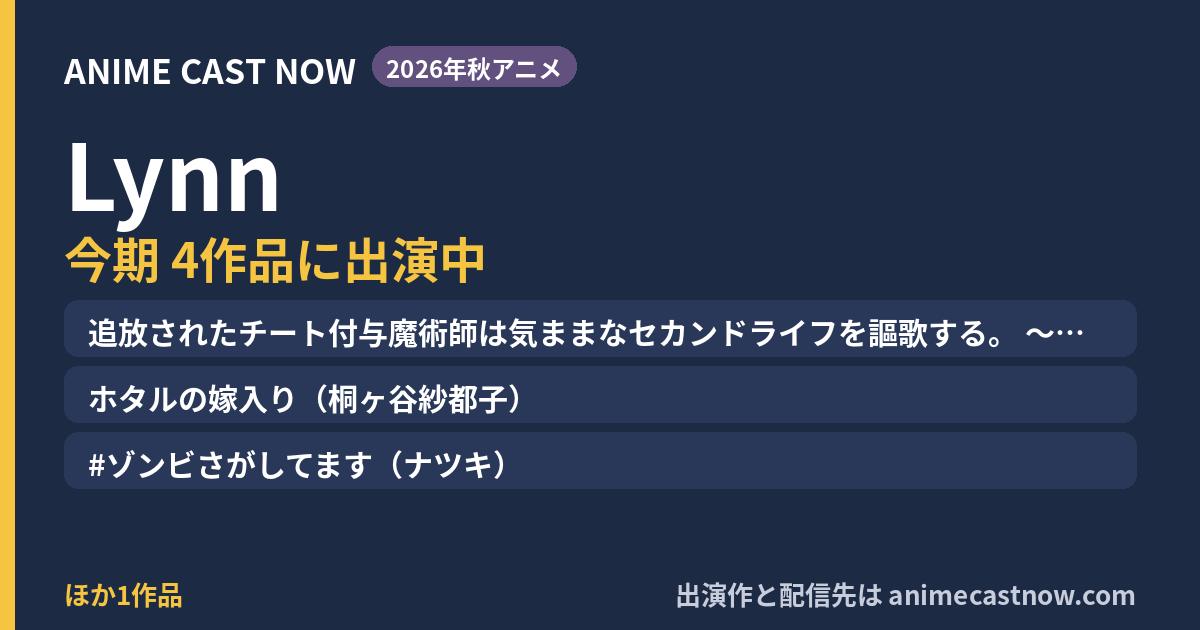 ANIME CAST NOW 2026年秋アニメ
Lynn
今期 4作品に出演中
追放されたチート付与魔術師は気ままなセカンドライフを謳歌する。 〜…
ホタルの嫁入り（桐ヶ谷紗都子）
#ゾンビさがしてます（ナツキ）
ほか1作品
出演作と配信先は animecastnow.com